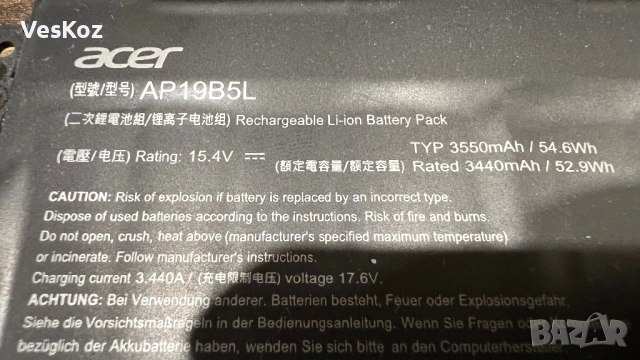 VesKoz
acer
(型號/型号) AP19B5L
(二次鋰電池組/锂离子电池组) Rechargeable Li-ion Battery Pack
(電壓/电压) Rating: 15.4V
TYP 3550mAh / 54.6Wh
(額定電容量/额定容量) Rated 3440mAh / 52.9Wh
CAUTION: Risk of explosion if battery is replaced by an incorrect type.
Dispose of used batteries according to the instructions. Risk of fire and burns.
Do not open, crush, heat above (manufacturer's specified maximum temperature)
or incinerate. Follow manufacturer's instructions.
Charging current 3.440A / (充电限制电压) voltage 17.6V.
ACHTUNG: Bei Verwendung anderer. Batterien besteht, Feuer oder Explosionsgefahr.
Siehe die Vorsichtsmaßregeln in der Bedienungsanleitung. Wenn Sie Fragen
bezüglich der Akkubatterie haben, wenden Sie sich bitte an den
bazar.bg